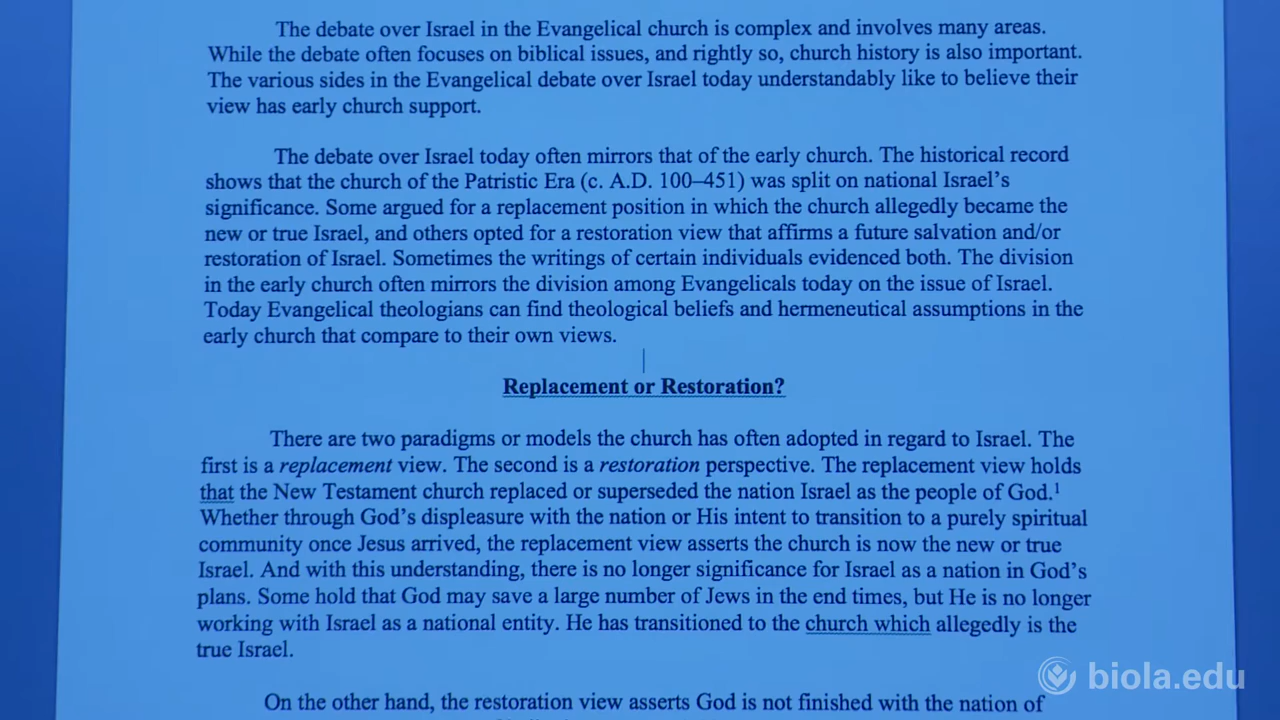 The debate over Israel in the Evangelical church is complex and involves many areas.
While the debate often focuses on biblical issues, and rightly so, church history is also important.
The various sides in the Evangelical debate over Israel today understandably like to believe their
view has early church support.
The debate over Israel today often mirrors that of the early church. The historical record
shows that the church of the Patristic Era (c. A.D. 100–451) was split on national Israel’s
significance. Some argued for a replacement position in which the church allegedly became the
new or true Israel, and others opted for a restoration view that affirms a future salvation and/or
restoration of Israel. Sometimes the writings of certain individuals evidenced both. The division
in the early church often mirrors the division among Evangelicals today on the issue of Israel.
Today Evangelical theologians can find theological beliefs and hermeneutical assumptions in the
early church that compare to their own views.
Replacement or Restoration?
There are two paradigms or models the church has often adopted in regard to Israel. The
first is a replacement view. The second is a restoration perspective. The replacement view holds
that the New Testament church replaced or superseded the nation Israel as the people of God.¹
Whether through God’s displeasure with the nation or His intent to transition to a purely spiritual
community once Jesus arrived, the replacement view asserts the church is now the new or true
Israel. And with this understanding, there is no longer significance for Israel as a nation in God’s
plans. Some hold that God may save a large number of Jews in the end times, but He is no longer
working with Israel as a national entity. He has transitioned to the church which allegedly is the
true Israel.
On the other hand, the restoration view asserts God is not finished with the nation of
biola.edu